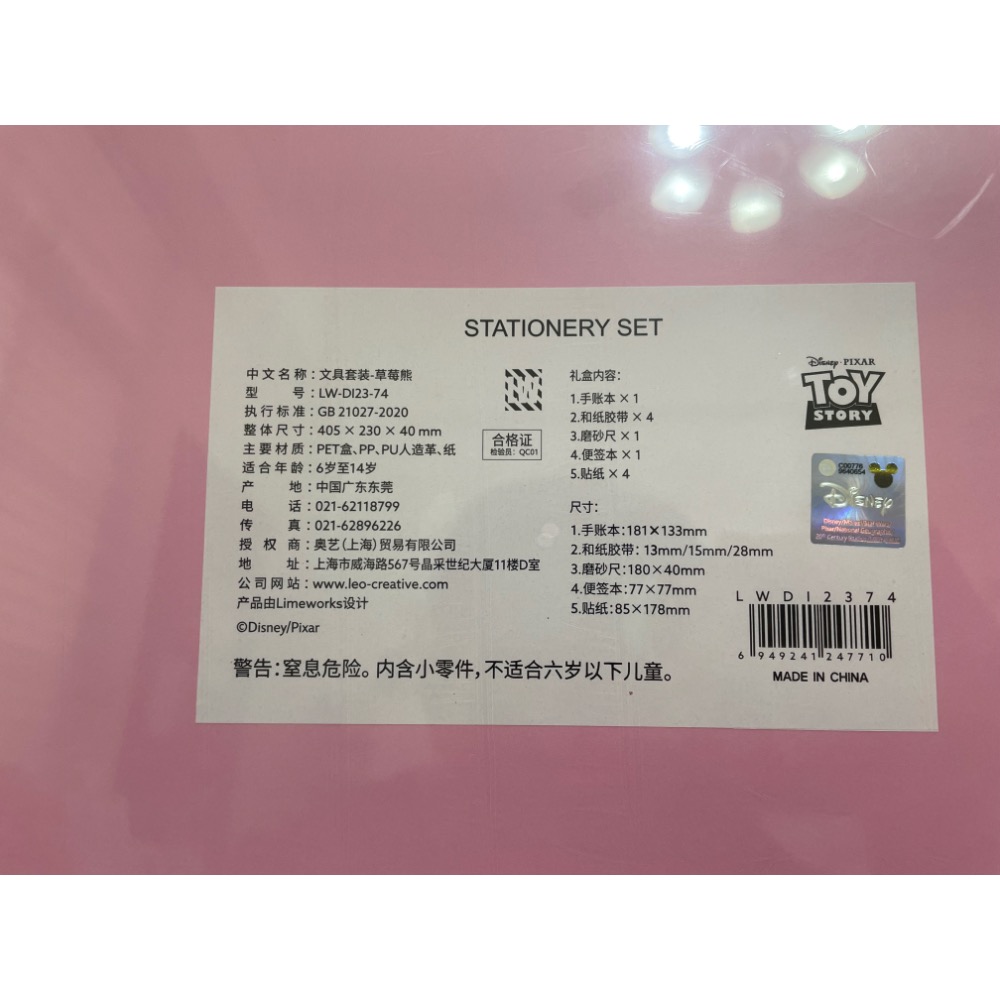 STATIONERY SET
中文名称：文具套装-草莓熊
型 号：LW-DI23-74
执行标准：GB 21027-2020
整体尺寸：405 × 230 × 40 mm
主要材质：PET盒、PP、PU人造革、纸
适合年龄：6岁至14岁
产 地：中国广东东莞
电 话：021-62118799
传 真：021-62896226
授 权 商：奥艺（上海）贸易有限公司
地 址：上海市威海路567号晶采世纪大厦11楼D室
公司网站：www.leo-creative.com
产品由Limeworks设计
©Disney/Pixar
LW
合格证
检验员：QC01
礼盒内容：
1.手账本 × 1
2.和纸胶带 × 4
3.磨砂尺 × 1
4.便签本 × 1
5.贴纸 × 4
尺寸：
1.手账本：181×133mm
2.和纸胶带：13mm/15mm/28mm
3.磨砂尺：180×40mm
4.便签本：77×77mm
5.贴纸：85×178mm
Disney · PIXAR
TOY
STORY
C00778
9640654
Disney
LWDI2374
6 949241 247710
MADE IN CHINA
警告：窒息危险。内含小零件，不适合六岁以下儿童。